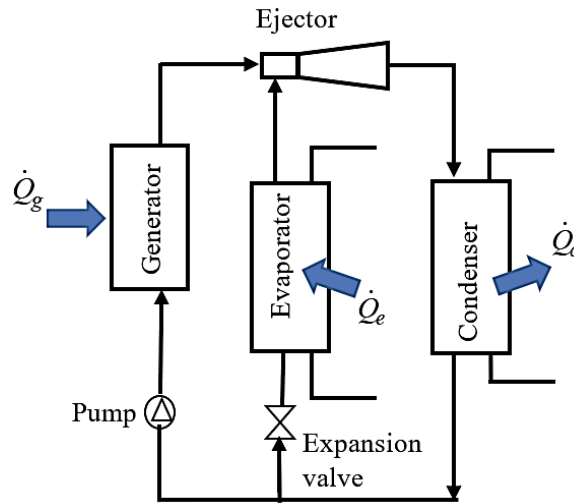 Ejector
Q̇g
Generator
Evaporator
Q̇e
Condenser
Pump
Expansion
valve